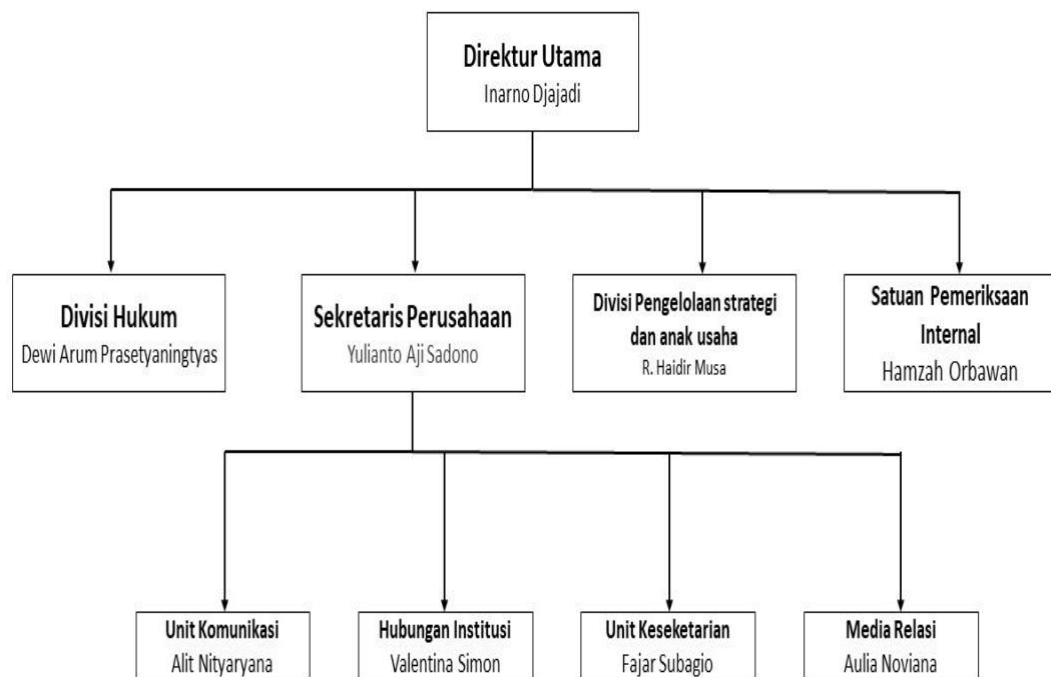 Direktur Utama
Inarno Djajadi
Divisi Hukum
Dewi Arum Prasetyaningtyas
Sekretaris Perusahaan
Yulianto Aji Sadono
Divisi Pengelolaan strategi
dan anak usaha
R. Haidir Musa
Satuan Pemeriksaan
Internal
Hamzah Orbawan
Unit Komunikasi
Alit Nityaryana
Hubungan Institusi
Valentina Simon
Unit Keseketarian
Fajar Subagio
Media Relasi
Aulia Noviana